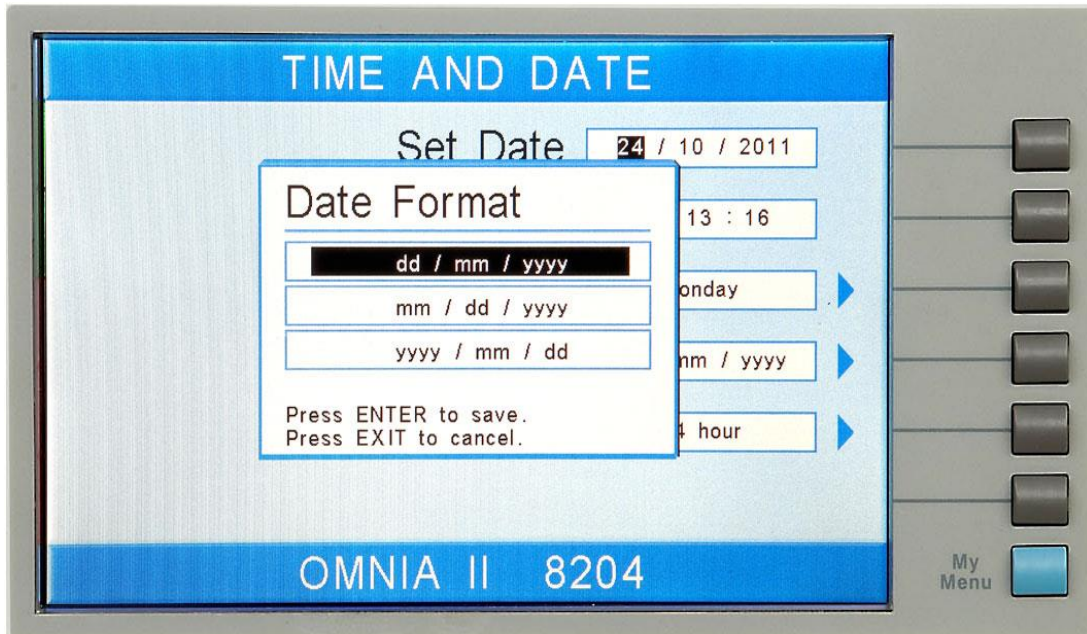 TIME AND DATE
Set Date 24 / 10 / 2011
13 : 16
onday
mm / yyyy
4 hour
Date Format
dd / mm / yyyy
mm / dd / yyyy
yyyy / mm / dd
Press ENTER to save.
Press EXIT to cancel.
OMNIA II 8204
My
Menu